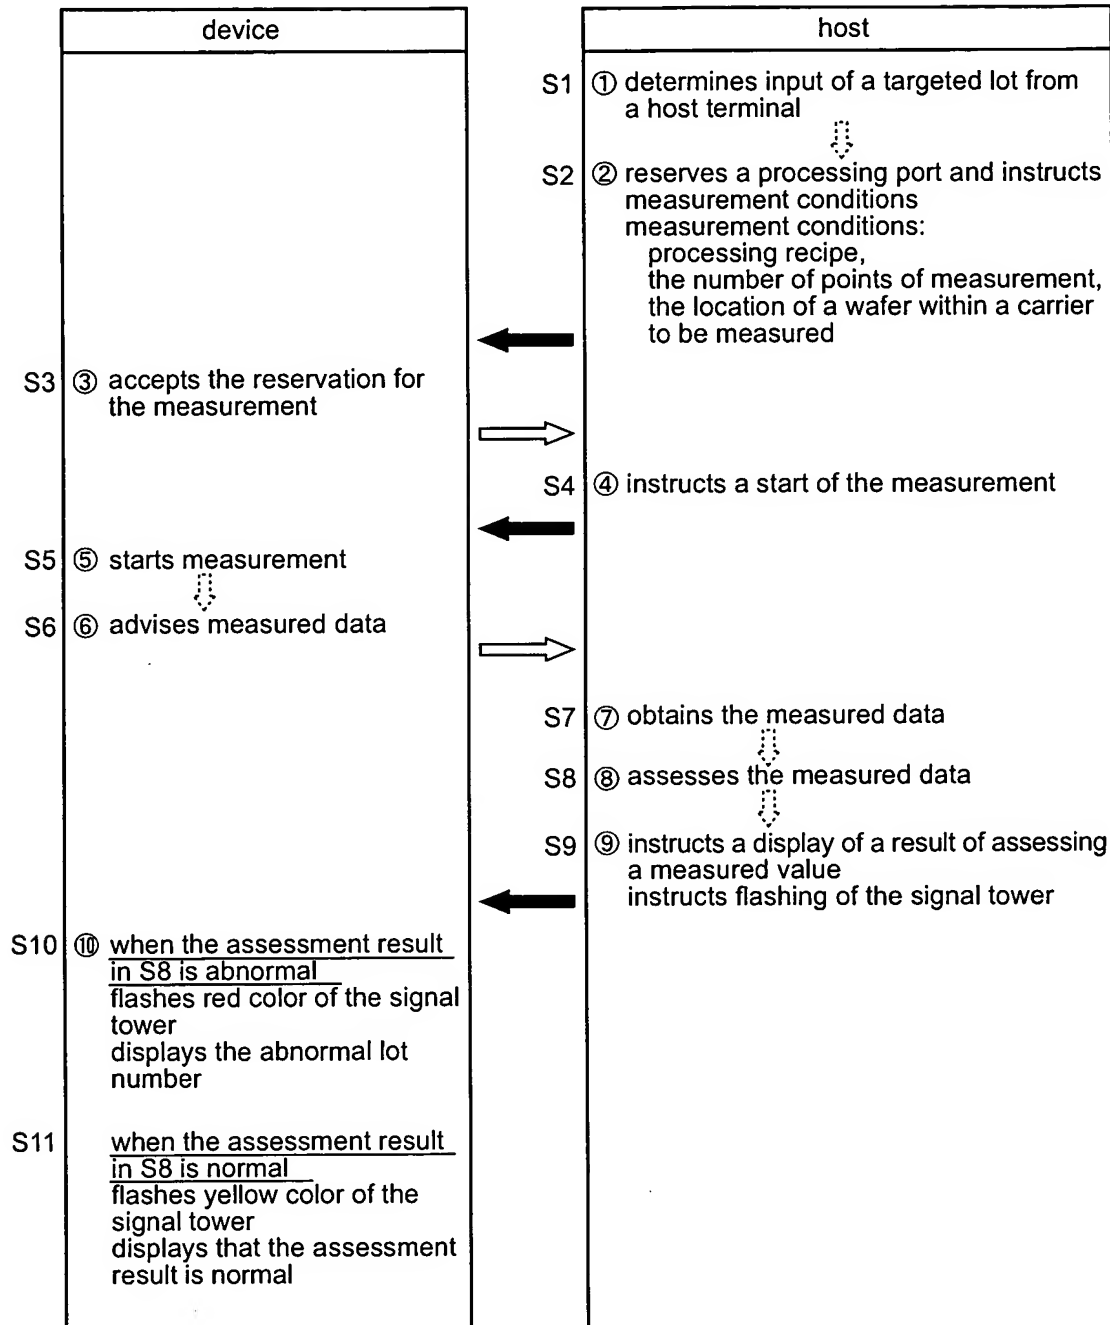 device
host
S1 ① determines input of a targeted lot from
a host terminal
S2 ② reserves a processing port and instructs
measurement conditions
measurement conditions:
processing recipe,
the number of points of measurement,
the location of a wafer within a carrier
to be measured
S3 ③ accepts the reservation for
the measurement
S4 ④ instructs a start of the measurement
S5 ⑤ starts measurement
S6 ⑥ advises measured data
S7 ⑦ obtains the measured data
S8 ⑧ assesses the measured data
S9 ⑨ instructs a display of a result of assessing
a measured value
instructs flashing of the signal tower
S10 ⑩ when the assessment result
in S8 is abnormal
flashes red color of the signal
tower
displays the abnormal lot
number
S11 when the assessment result
in S8 is normal
flashes yellow color of the
signal tower
displays that the assessment
result is normal